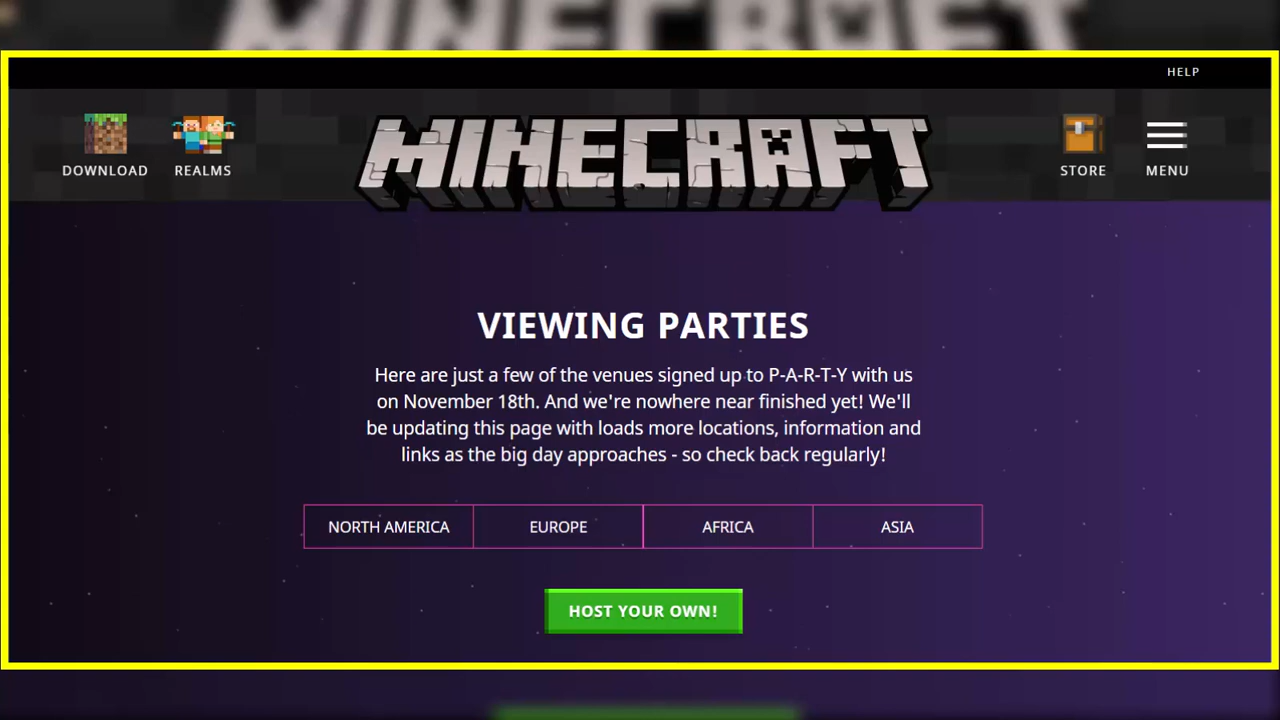 MINECRAFT
HELP
DOWNLOAD
REALMS
MINECRAFT
STORE
MENU
VIEWING PARTIES
Here are just a few of the venues signed up to P-A-R-T-Y with us
on November 18th. And we're nowhere near finished yet! We'll
be updating this page with loads more locations, information and
links as the big day approaches - so check back regularly!
NORTH AMERICA
EUROPE
AFRICA
ASIA
HOST YOUR OWN!